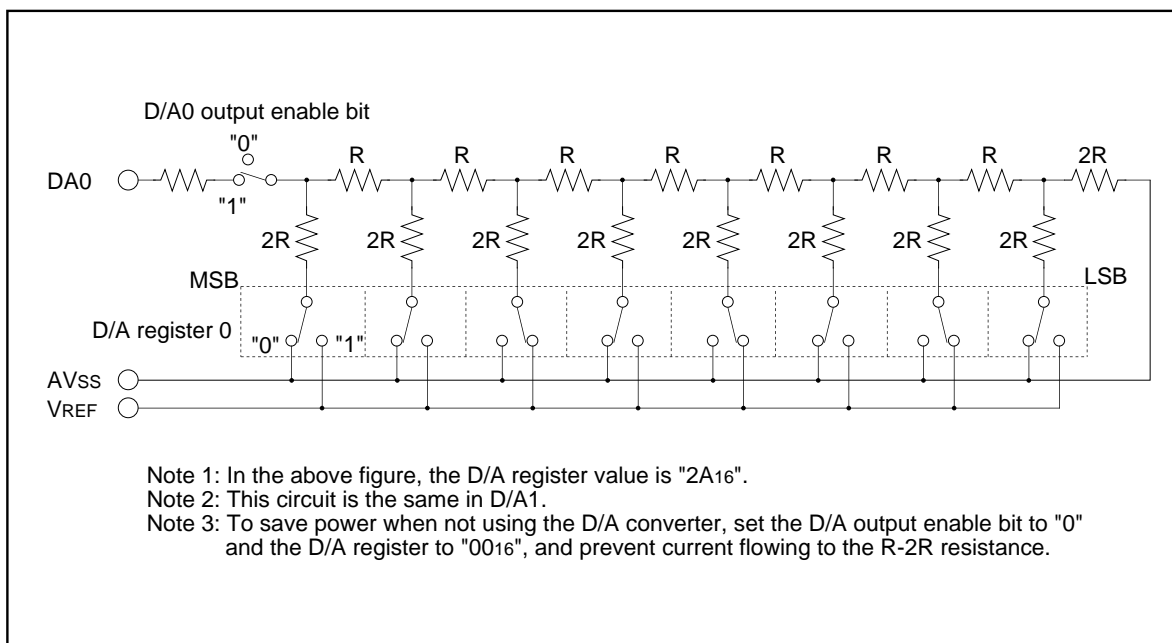 D/A0 output enable bit
"0"
R R R R R R R 2R
DA0
"1"
2R 2R 2R 2R 2R 2R 2R 2R
MSB LSB
D/A register 0 "0" "1"
AVSS
VREF
Note 1: In the above figure, the D/A register value is "2A16".
Note 2: This circuit is the same in D/A1.
Note 3: To save power when not using the D/A converter, set the D/A output enable bit to "0"
and the D/A register to "0016", and prevent current flowing to the R-2R resistance.